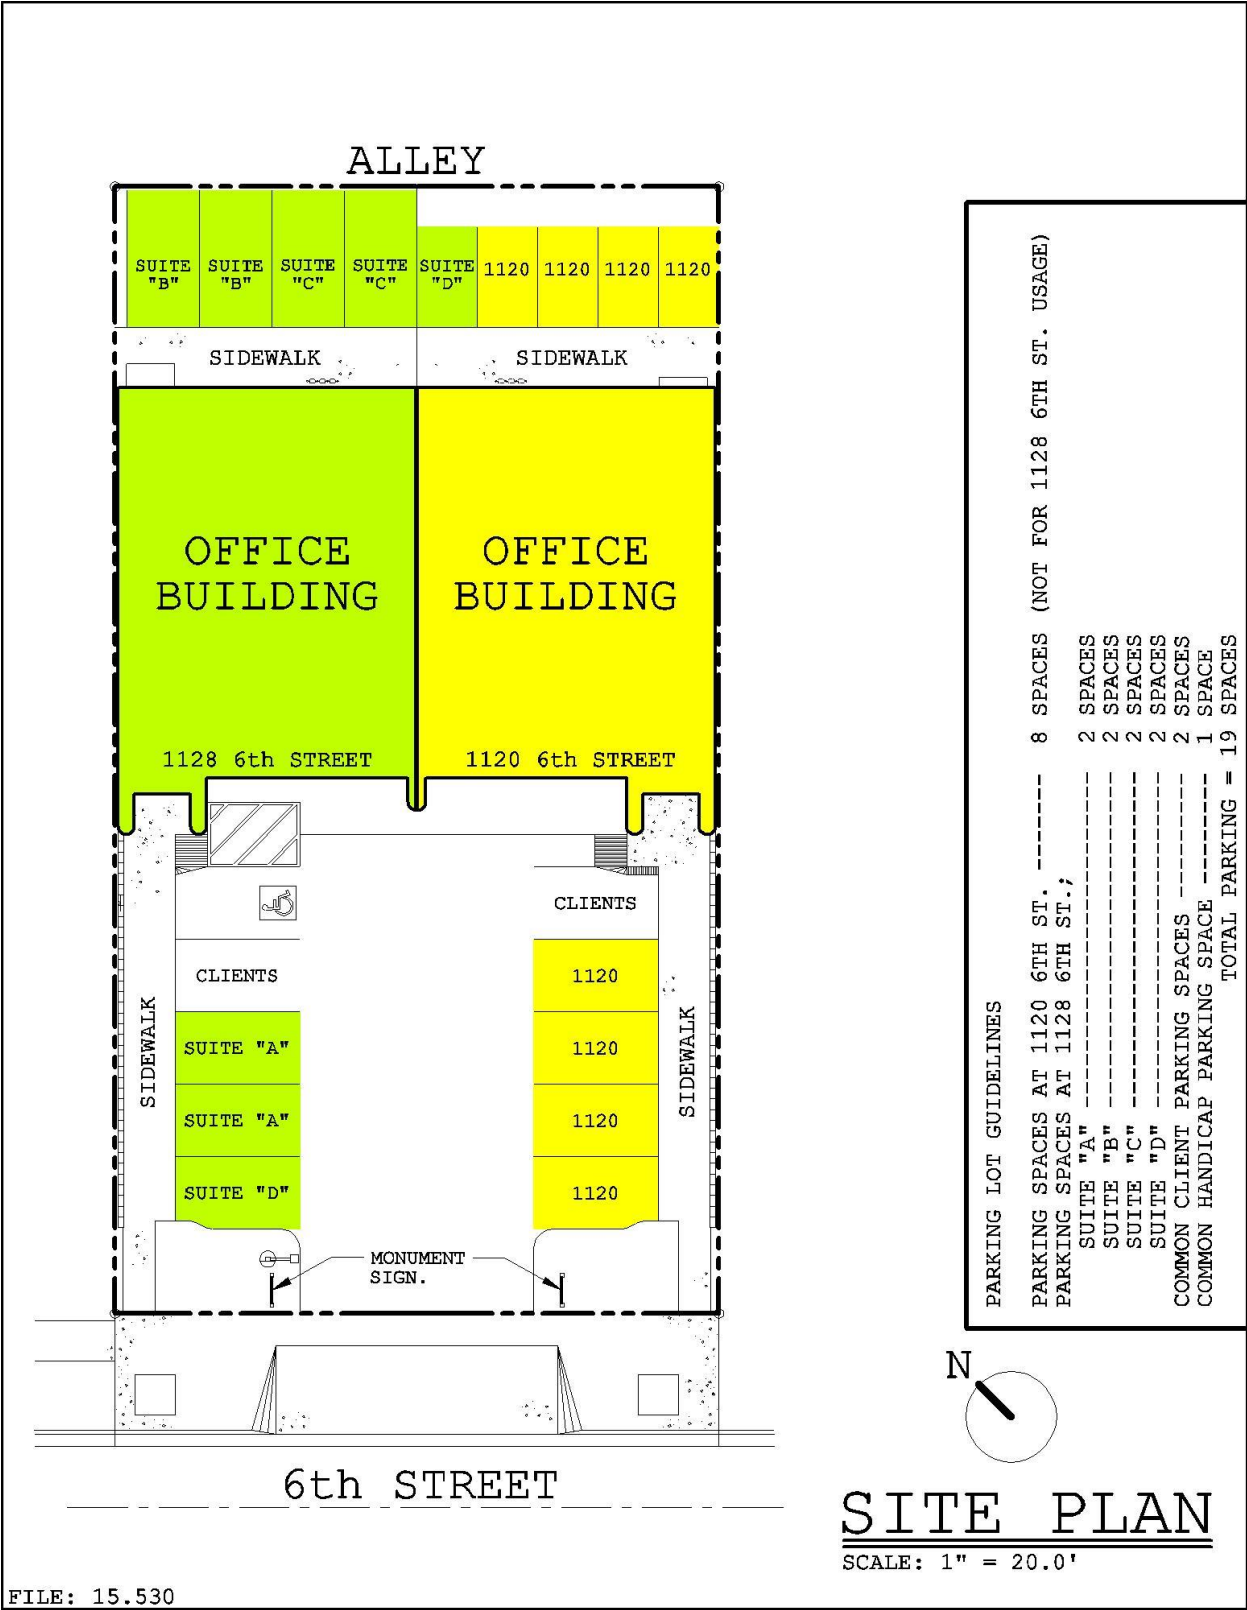 ALLEY
SUITE "B"
SUITE "B"
SUITE "C"
SUITE "C"
SUITE "D"
1120
1120
1120
1120
SIDEWALK
SIDEWALK
OFFICE
BUILDING
OFFICE
BUILDING
1128 6th STREET
1120 6th STREET
CLIENTS
CLIENTS
1120
SUITE "A"
1120
SIDEWALK
SIDEWALK
SUITE "A"
1120
SUITE "D"
1120
MONUMENT
SIGN.
6th STREET
PARKING LOT GUIDELINES
PARKING SPACES AT 1120 6TH ST. -------- 8 SPACES (NOT FOR 1128 6TH ST. USAGE)
PARKING SPACES AT 1128 6TH ST.;
SUITE "A" ---------------------------- 2 SPACES
SUITE "B" ---------------------------- 2 SPACES
SUITE "C" ---------------------------- 2 SPACES
SUITE "D" ---------------------------- 2 SPACES
COMMON CLIENT PARKING SPACES ---------- 2 SPACES
COMMON HANDICAP PARKING SPACE --------- 1 SPACE
TOTAL PARKING = 19 SPACES
N
SITE PLAN
SCALE: 1" = 20.0'
FILE: 15.530